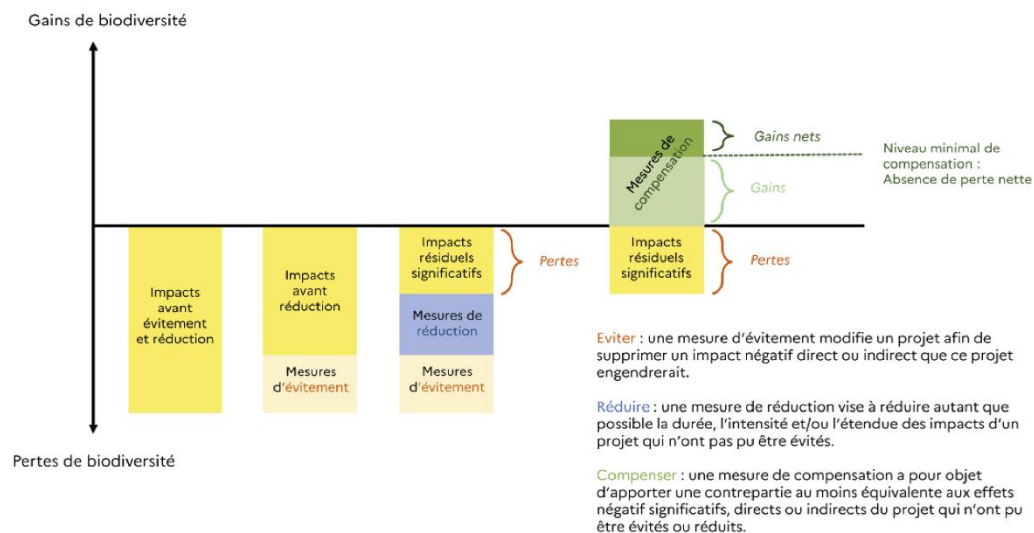 Gains de biodiversité
Impacts
avant
évitement
et réduction
Impacts
avant
réduction
Mesures
d'évitement
Impacts
résiduels
significatifs
Mesures de
réduction
Mesures
d'évitement
Pertes
Mesures de
compensation
Impacts
résiduels
significatifs
Gains nets
Gains
Pertes
Niveau minimal de
compensation :
Absence de perte nette
Pertes de biodiversité
Eviter : une mesure d'évitement modifie un projet afin de
supprimer un impact négatif direct ou indirect que ce projet
engendrerait.
Réduire : une mesure de réduction vise à réduire autant que
possible la durée, l'intensité et/ou l'étendue des impacts d'un
projet qui n'ont pas pu être évités.
Compenser : une mesure de compensation a pour objet
d'apporter une contrepartie au moins équivalente aux effets
négatif significatifs, directs ou indirects du projet qui n'ont pu
être évités ou réduits.